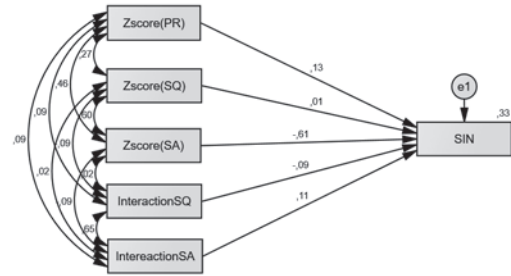 Zscore(PR)
,27
,13
Zscore(SQ)
,46
,01
e1
,09
,60
,33
,09
Zscore(SA)
-,61
SIN
,09
,02
,02
-,09
InteractionSQ
,09
,11
,65
IntereactionSA